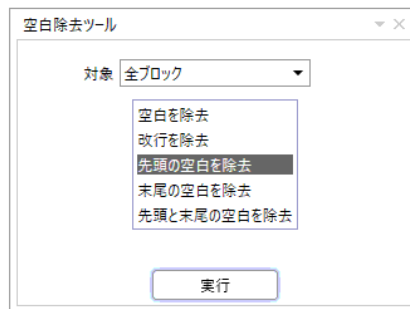 空白除去ツール
対象 全ブロック
空白を除去
改行を除去
先頭の空白を除去
末尾の空白を除去
先頭と末尾の空白を除去
実行